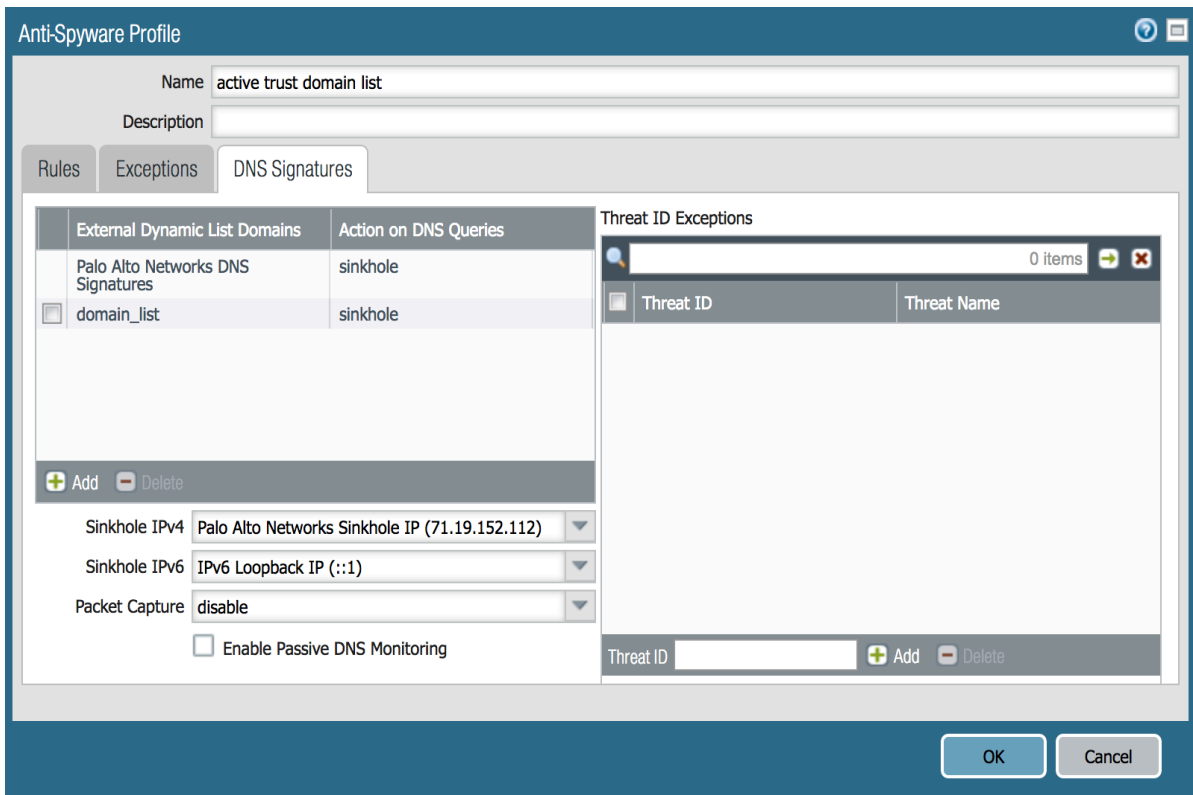 Anti-Spyware Profile
Name active trust domain list
Description
Rules Exceptions DNS Signatures
External Dynamic List Domains Action on DNS Queries
Palo Alto Networks DNS Signatures sinkhole
domain_list sinkhole
Add Delete
Sinkhole IPv4 Palo Alto Networks Sinkhole IP (71.19.152.112)
Sinkhole IPv6 IPv6 Loopback IP (::1)
Packet Capture disable
Enable Passive DNS Monitoring
Threat ID Exceptions
0 items
Threat ID Threat Name
Threat ID Add Delete
OK Cancel